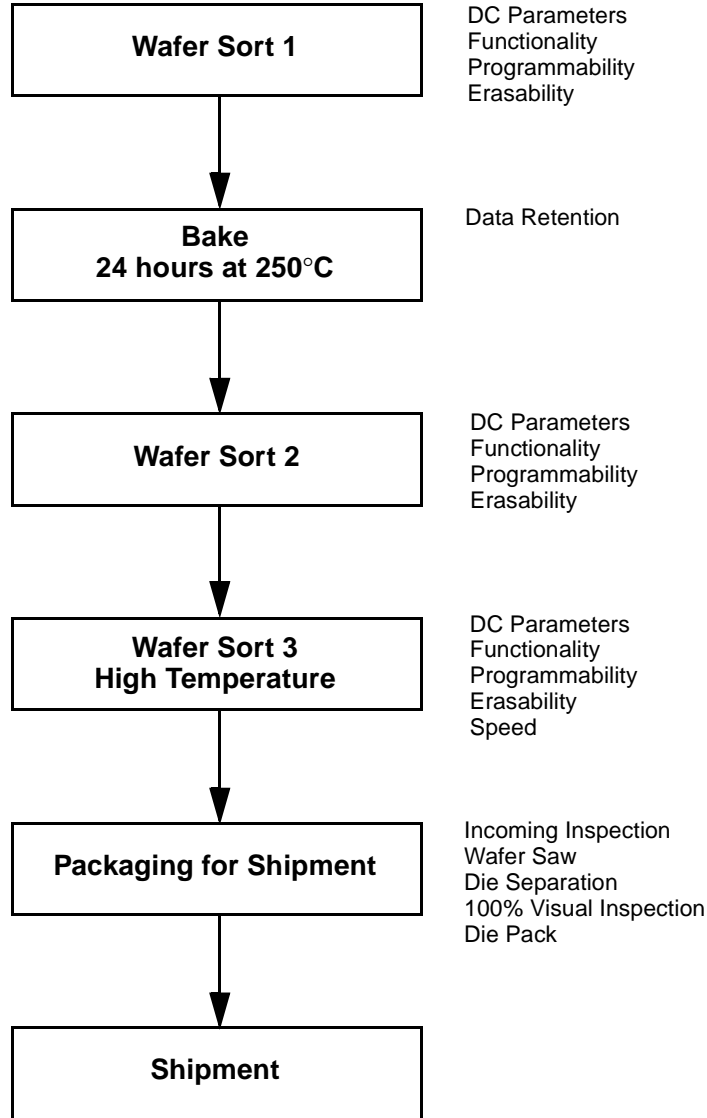 Wafer Sort 1
DC Parameters
Functionality
Programmability
Erasability
Bake
24 hours at 250°C
Data Retention
Wafer Sort 2
DC Parameters
Functionality
Programmability
Erasability
Wafer Sort 3
High Temperature
DC Parameters
Functionality
Programmability
Erasability
Speed
Packaging for Shipment
Incoming Inspection
Wafer Saw
Die Separation
100% Visual Inspection
Die Pack
Shipment